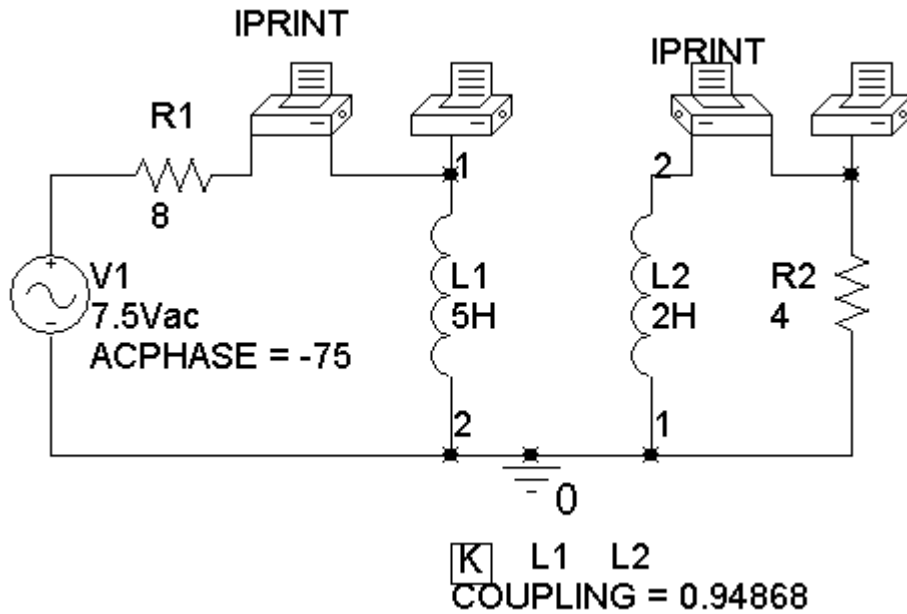 IPRINT
IPRINT
R1
8
1
2
V1
7.5Vac
ACPHASE = -75
L1
5H
L2
2H
R2
4
2
1
0
K L1 L2
COUPLING = 0.94868